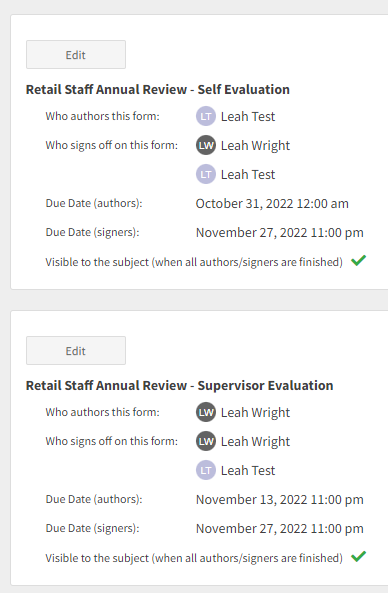 Edit
Retail Staff Annual Review - Self Evaluation
Who authors this form: LT Leah Test
Who signs off on this form: LW Leah Wright
LT Leah Test
Due Date (authors): October 31, 2022 12:00 am
Due Date (signers): November 27, 2022 11:00 pm
Visible to the subject (when all authors/signers are finished)
Edit
Retail Staff Annual Review - Supervisor Evaluation
Who authors this form: LW Leah Wright
Who signs off on this form: LW Leah Wright
LT Leah Test
Due Date (authors): November 13, 2022 11:00 pm
Due Date (signers): November 27, 2022 11:00 pm
Visible to the subject (when all authors/signers are finished)